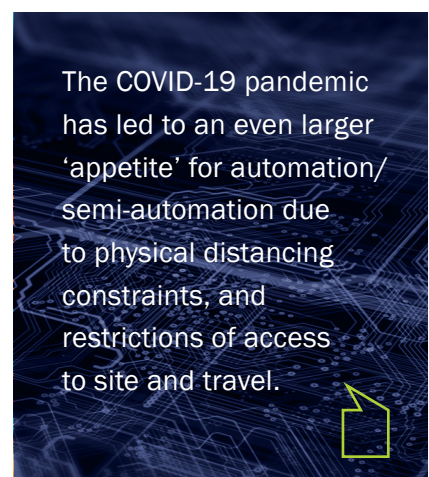 The COVID-19 pandemic
has led to an even larger
‘appetite’ for automation/
semi-automation due
to physical distancing
constraints, and
restrictions of access
to site and travel.